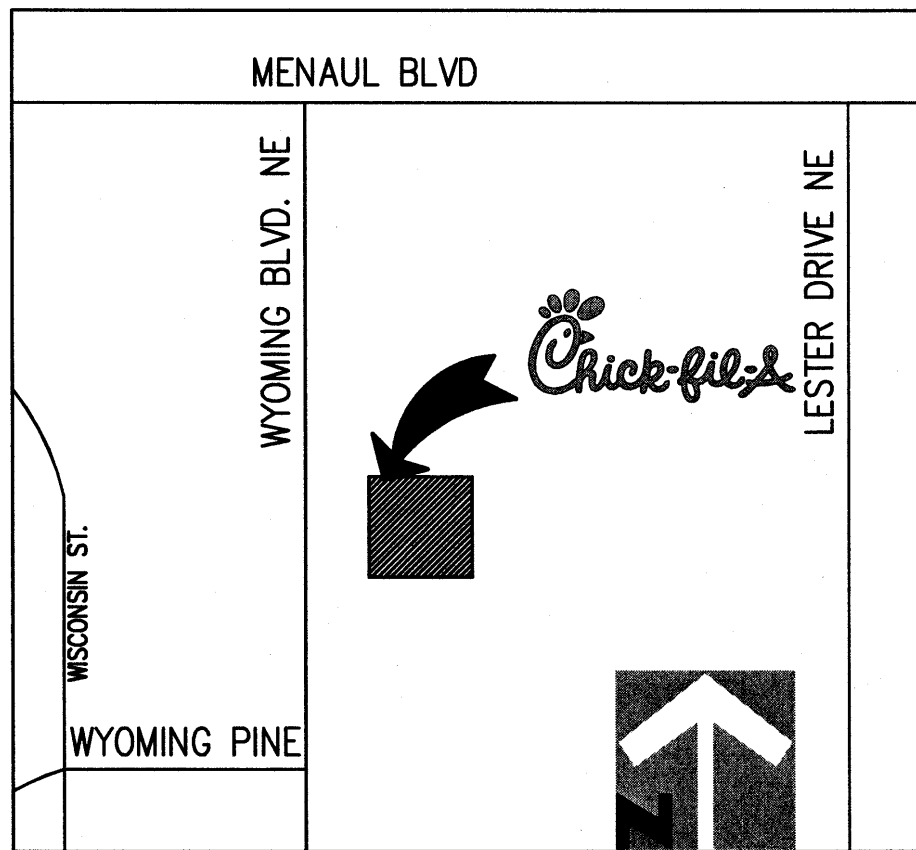 MENAUL BLVD
WYOMING BLVD. NE
LESTER DRIVE NE
Chick-fil-A
WISCONSIN ST.
WYOMING PINE
N